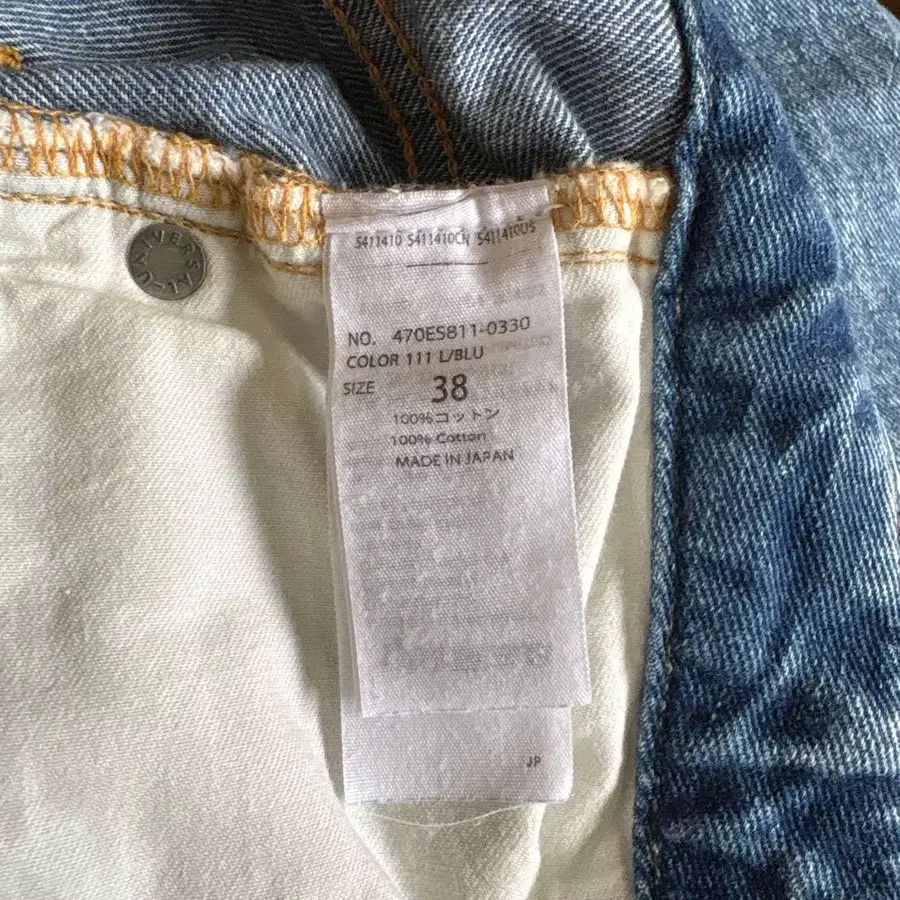 UNIVERSAL
S411410 S411410CN S411410US
NO. 470ES811-0330
COLOR 111 L/BLU
SIZE 38
100%コットン
100% Cotton
MADE IN JAPAN
JP